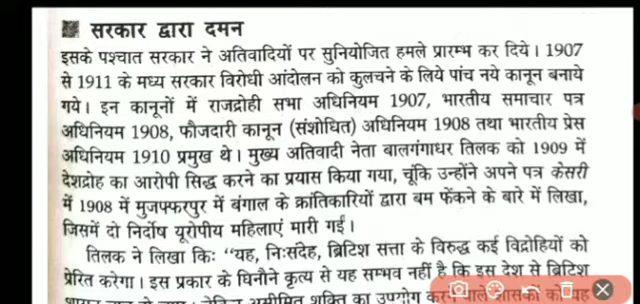 सरकार द्वारा दमन
इसके पश्चात सरकार ने अतिवादियों पर सुनियोजित हमले प्रारम्भ कर दिये। 1907
से 1911 के मध्य सरकार विरोधी आंदोलन को कुलचने के लिये पांच नये कानून बनाये
गये। इन कानूनों में राजद्रोही सभा अधिनियम 1907, भारतीय समाचार पत्र
अधिनियम 1908, फौजदारी कानून (संशोधित) अधिनियम 1908 तथा भारतीय प्रेस
अधिनियम 1910 प्रमुख थे। मुख्य अतिवादी नेता बालगंगाधर तिलक को 1909 में
देशद्रोह का आरोपी सिद्ध करने का प्रयास किया गया, चूंकि उन्होंने अपने पत्र केसरी
में 1908 में मुजफ्फरपुर में बंगाल के क्रांतिकारियों द्वारा बम फेंकने के बारे में लिखा,
जिसमें दो निर्दोष यूरोपीय महिलाएं मारी गईं।
तिलक ने लिखा किः “यह, निःसंदेह, ब्रिटिश सत्ता के विरुद्ध कई विद्रोहियों को
प्रेरित करेगा। इस प्रकार के घिनौने कृत्य से यह सम्भव नहीं है कि इस देश से ब्रिटिश
असीमित शक्ति का उपयोग